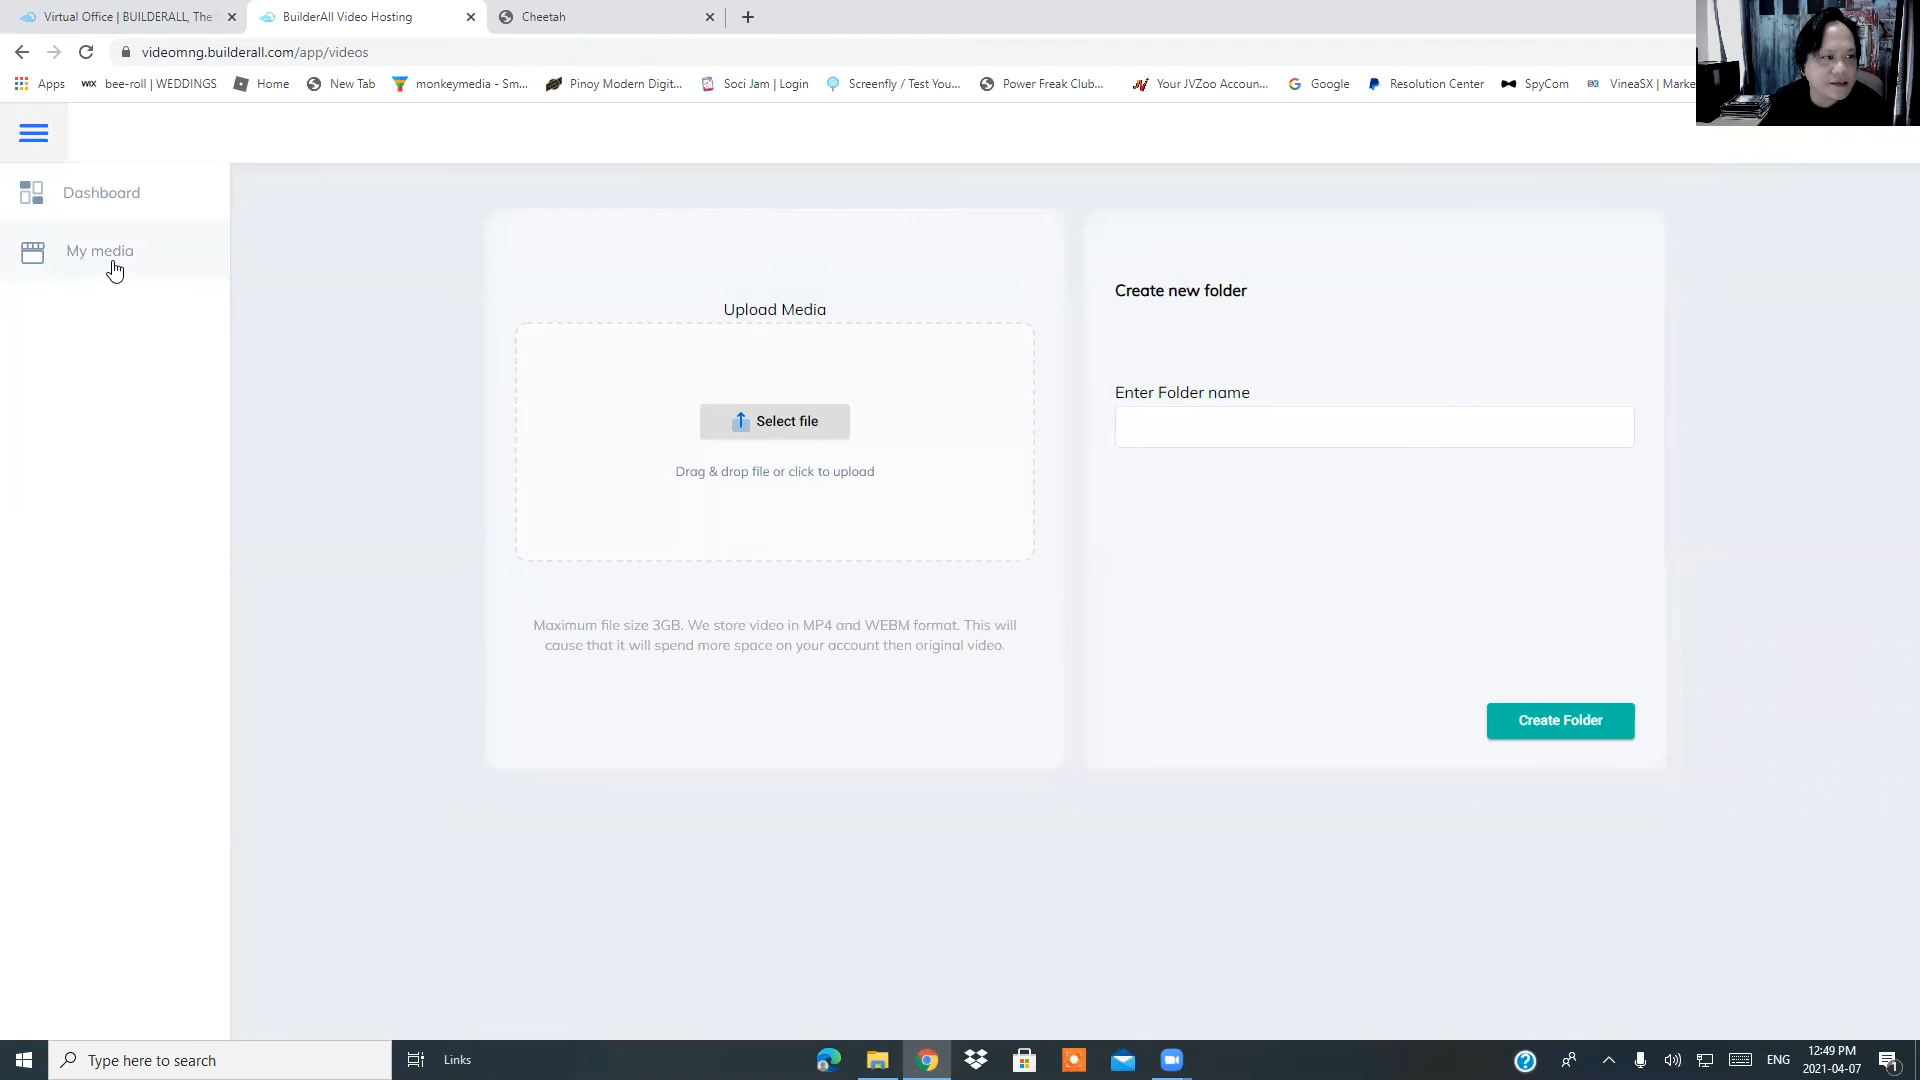 Virtual Office | BUILDERALL, The
BuilderAll Video Hosting
Cheetah
videomng.builderall.com/app/videos
Apps
WIX bee-roll | WEDDINGS
Home
New Tab
monkeymedia - Sm...
Pinoy Modern Digit...
Soci Jam | Login
Screenfly / Test You...
Power Freak Club...
Your JVZoo Accoun...
Google
Resolution Center
SpyCom
VineaSX | Marke
Dashboard
My media
Upload Media
Select file
Drag & drop file or click to upload
Maximum file size 3GB. We store video in MP4 and WEBM format. This will
cause that it will spend more space on your account then original video.
Create new folder
Enter Folder name
Create Folder
Type here to search
Links
ENG
12:49 PM
2021-04-07
1